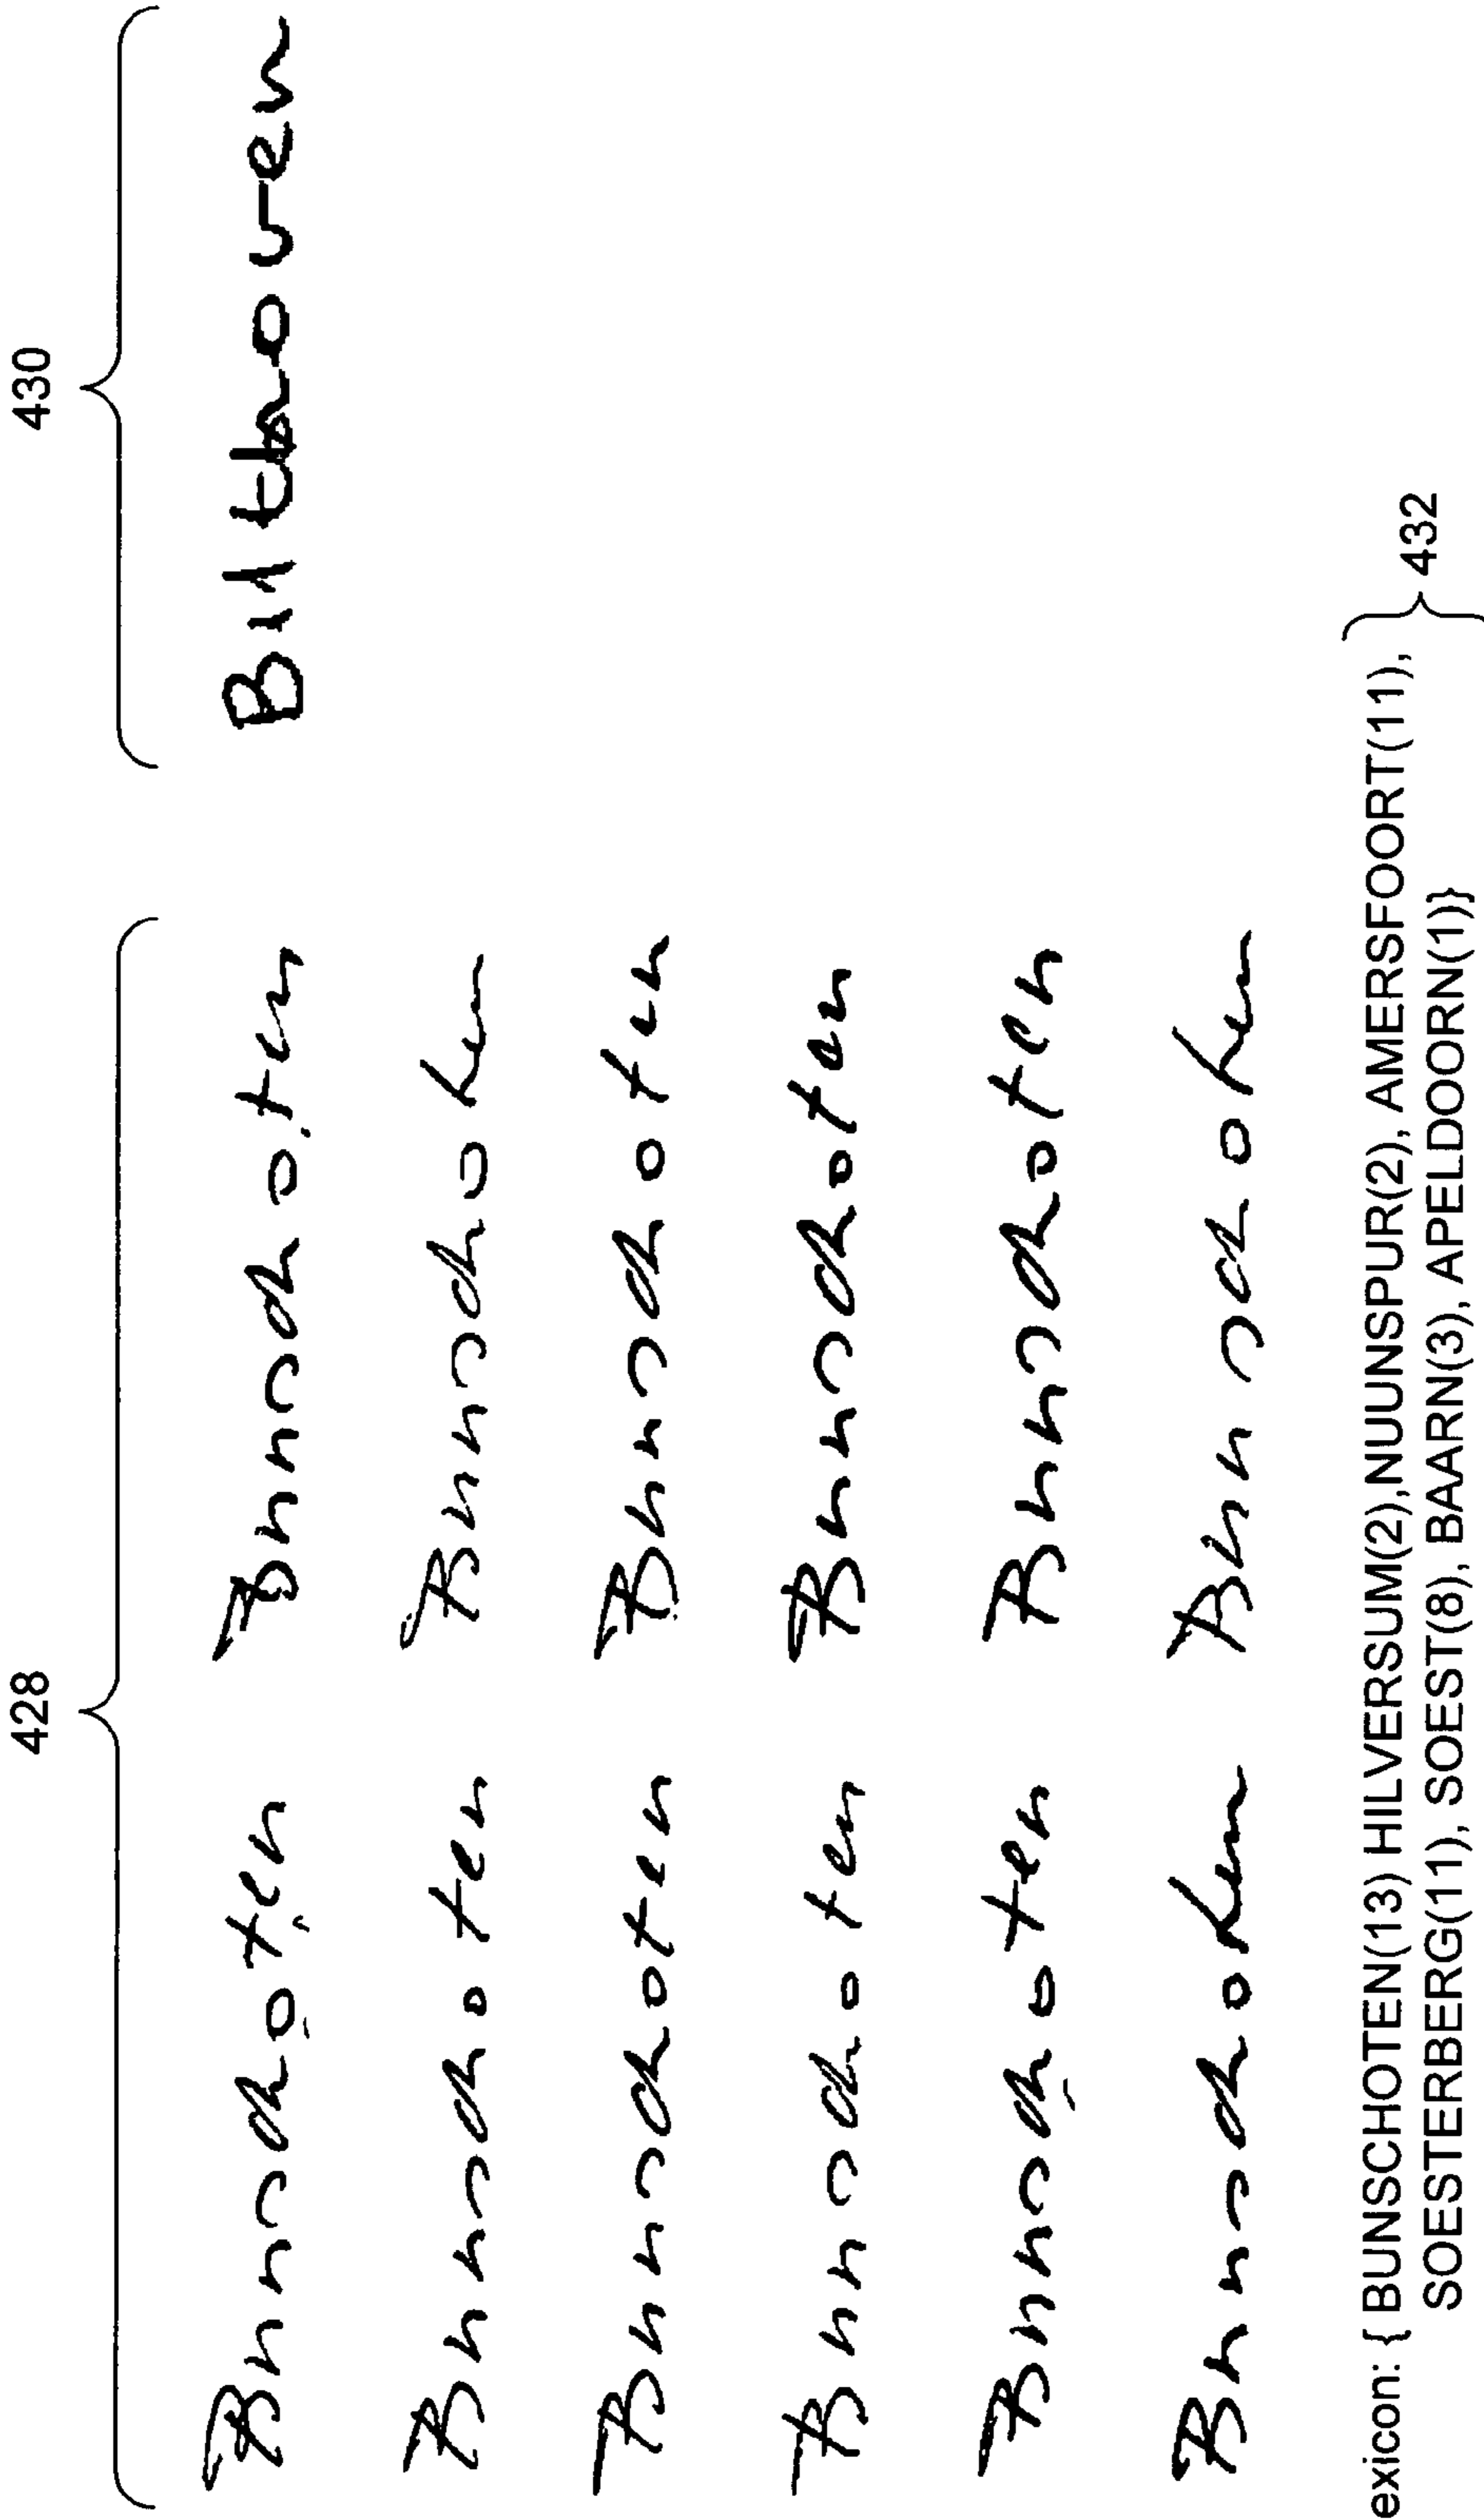 428 430
Bunschoten Bunschoten Bilthoven
Bunschoten Bunschoten
Bunschoten Bunschoten
Bunschoten Bunschoten
Bunschoten Bunschoten
Bunschoten Bunschoten
exicon: { BUNSCHOTEN(13) HILVERSUM(2),NUUNSPUR(2), AMERSFOORT(11),
SOESTERBERG(11), SOEST(8), BAARN(3), APELDOORN(1)}
432